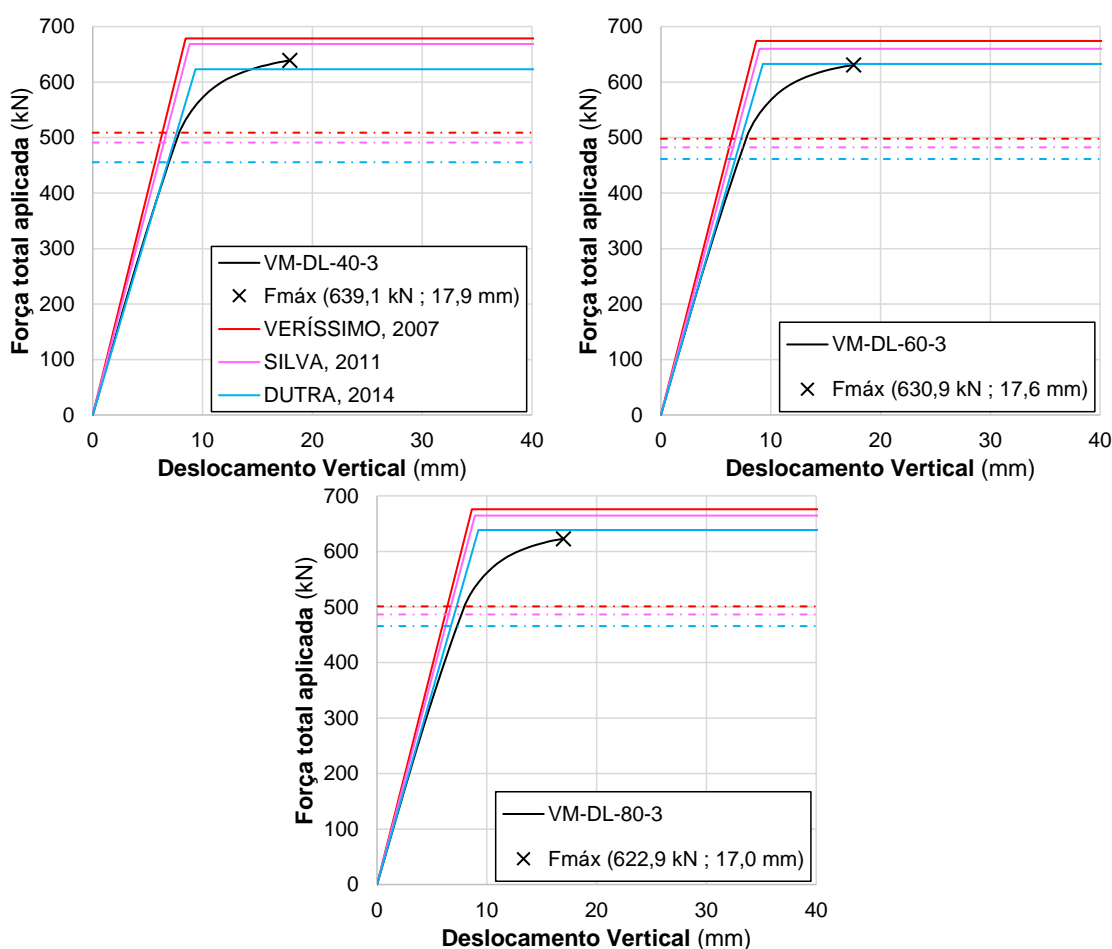 700
600
500
400
300
200
100
0
Força total aplicada (kN)
VM-DL-40-3
Fmáx (639,1 kN ; 17,9 mm)
VERÍSSIMO, 2007
SILVA, 2011
DUTRA, 2014
0 10 20 30 40
Deslocamento Vertical (mm)
700
600
500
400
300
200
100
0
Força total aplicada (kN)
VM-DL-60-3
Fmáx (630,9 kN ; 17,6 mm)
0 10 20 30 40
Deslocamento Vertical (mm)
700
600
500
400
300
200
100
0
Força total aplicada (kN)
VM-DL-80-3
Fmáx (622,9 kN ; 17,0 mm)
0 10 20 30 40
Deslocamento Vertical (mm)